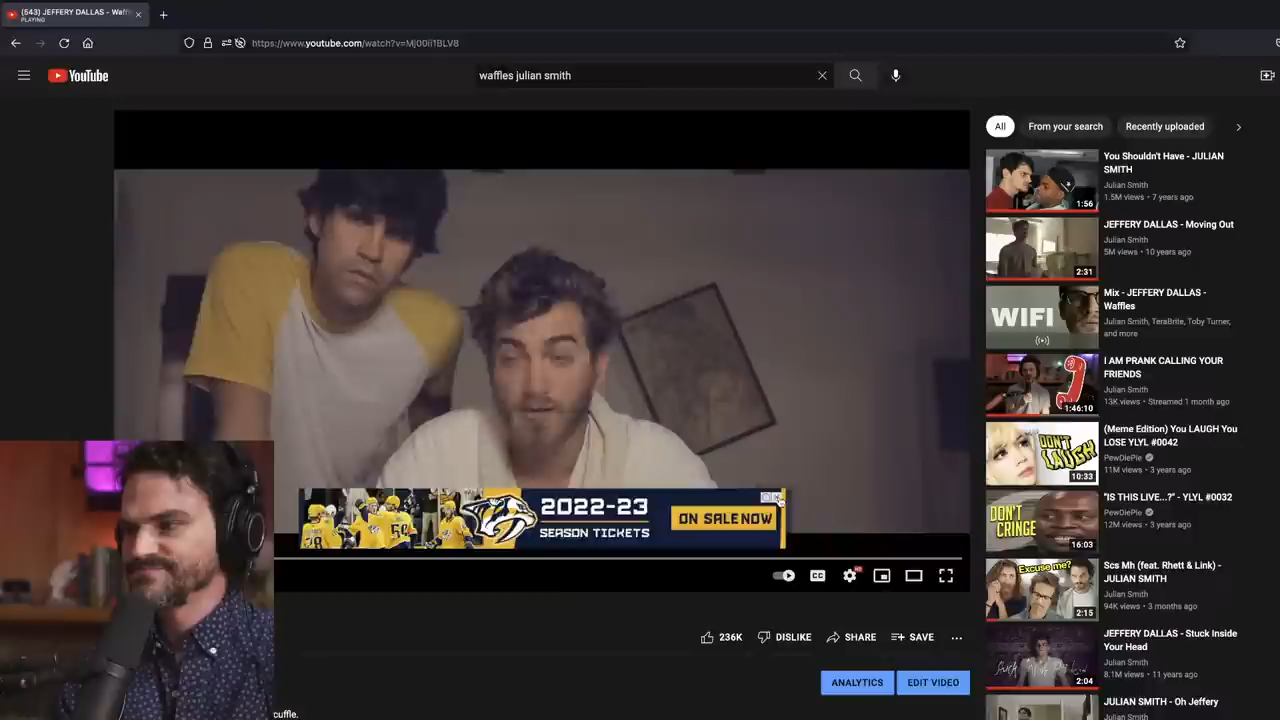 (543) JEFFERY DALLAS - Waffl
PLAYING
https://www.youtube.com/watch?v=Mj00ii1BLV8
YouTube
waffles julian smith
All
From your search
Recently uploaded
You Shouldn't Have - JULIAN
SMITH
Julian Smith
1.5M views • 7 years ago
1:56
JEFFERY DALLAS - Moving Out
Julian Smith
5M views • 10 years ago
2:31
WIFI
Mix - JEFFERY DALLAS -
Waffles
Julian Smith, TeraBrite, Toby Turner,
and more
I AM PRANK CALLING YOUR
FRIENDS
Julian Smith
13K views • Streamed 1 month ago
1:46:10
DON'T
LAUGH
(Meme Edition) You LAUGH You
LOSE YLYL #0042
PewDiePie
11M views • 3 years ago
10:33
DON'T
CRINGE
"IS THIS LIVE...?" - YLYL #0032
PewDiePie
12M views • 3 years ago
16:03
Excuse me?
Scs Mh (feat. Rhett & Link) -
JULIAN SMITH
Julian Smith
94K views • 3 months ago
2:15
JEFFERY DALLAS - Stuck Inside
Your Head
Julian Smith
8.1M views • 11 years ago
2:04
JULIAN SMITH - Oh Jeffery
2022-23
SEASON TICKETS
ON SALE NOW
CC
HD
236K
DISLIKE
SHARE
SAVE
ANALYTICS
EDIT VIDEO
cuffle.